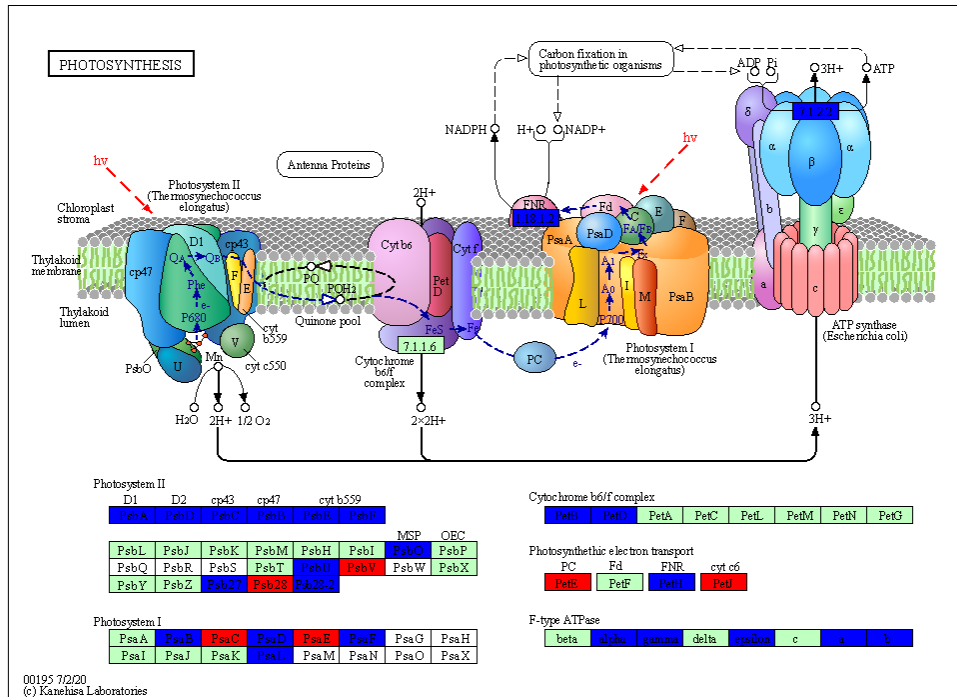 PHOTOSYNTHESIS
Carbon fixation in
photosynthetic organisms
ADP Pi
3H+
ATP
NADPH
H+
NADP+
hν
hν
Antenna Proteins
Photosystem II
(Thermosynechococcus
elongatus)
Chloroplast
stroma
2H+
FNR
1.18.1.2
Fd
7.1.2.2
δ
α
β
α
D1
cp43
cp47
QA
QB
F
E
Phe
e-
P680
Cyt b6
Pet
D
Cyt f
PsaA
PsaD
C
E
F
FA/FB
Fx
A1
A0
L
I
M
PsaB
P700
b
ε
γ
a
c
Thylakoid
membrane
Thylakoid
lumen
PQ
PQH2
Quinone pool
cyt
b559
FeS
Fe
7.1.1.6
Cytochrome
b6/f
complex
PC
e-
Photosystem I
(Thermosynechococcus
elongatus)
ATP synthase
(Escherichia coli)
PsbO
U
Mn
V
cyt c550
H2O
2H+
1/2 O2
2×2H+
3H+
Photosystem II
D1 D2 cp43 cp47 cyt b559
PsbA PsbD PsbC PsbB PsbE PsbF
MSP OEC
PsbL PsbJ PsbK PsbM PsbH PsbI PsbO PsbP
PsbQ PsbR PsbS PsbT PsbU PsbV PsbW PsbX
PsbY PsbZ Psb27 Psb28 Psb28-2
Photosystem I
PsaA PsaB PsaC PsaD PsaE PsaF PsaG PsaH
PsaI PsaJ PsaK PsaL PsaM PsaN PsaO PsaX
Cytochrome b6/f complex
PetB PetD PetA PetC PetL PetM PetN PetG
Photosynthethic electron transport
PC Fd FNR cyt c6
PetE PetF PetH PetJ
F-type ATPase
beta alpha gamma delta epsilon c a b
00195 7/2/20
(c) Kanehisa Laboratories